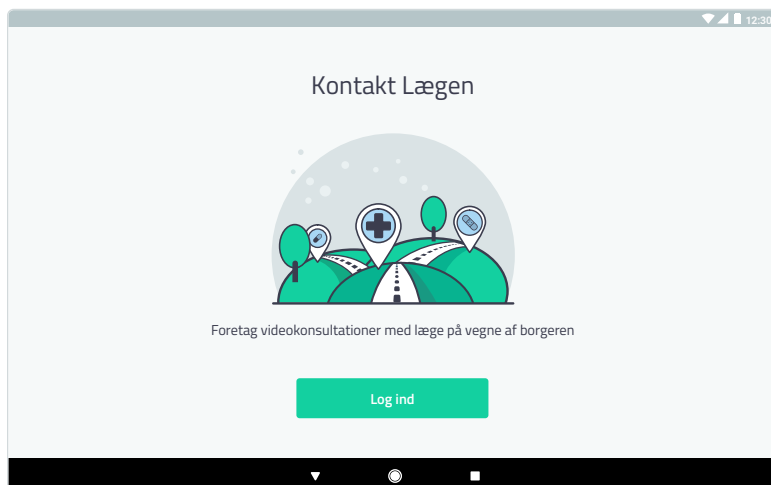 12:30
Kontakt Lægen
Foretag videokonsultationer med læge på vegne af borgeren
Log ind